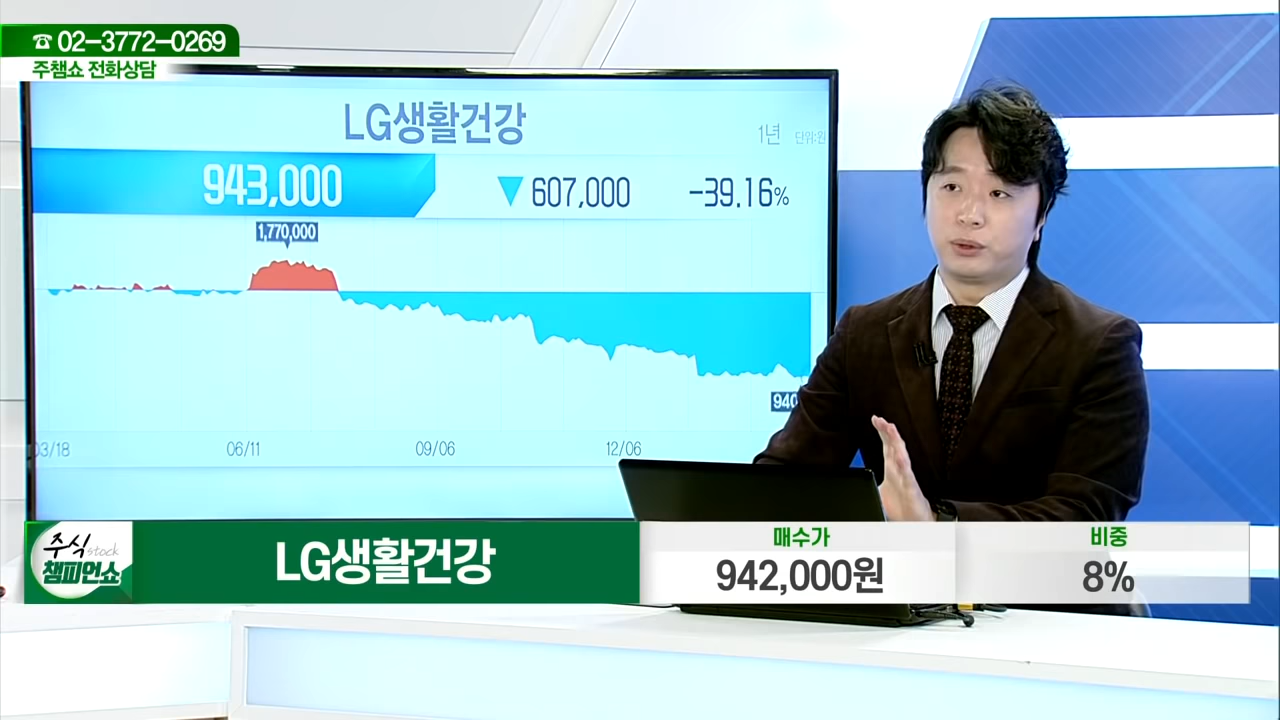 ☎ 02-3772-0269
주챔쇼 전화상담
LG생활건강
1년 단위:원
943,000 ▼607,000 -39.16%
1,770,000
940
03/18 06/11 09/06 12/06
주식 stock
챔피언쇼
LG생활건강
매수가 비중
942,000원 8%